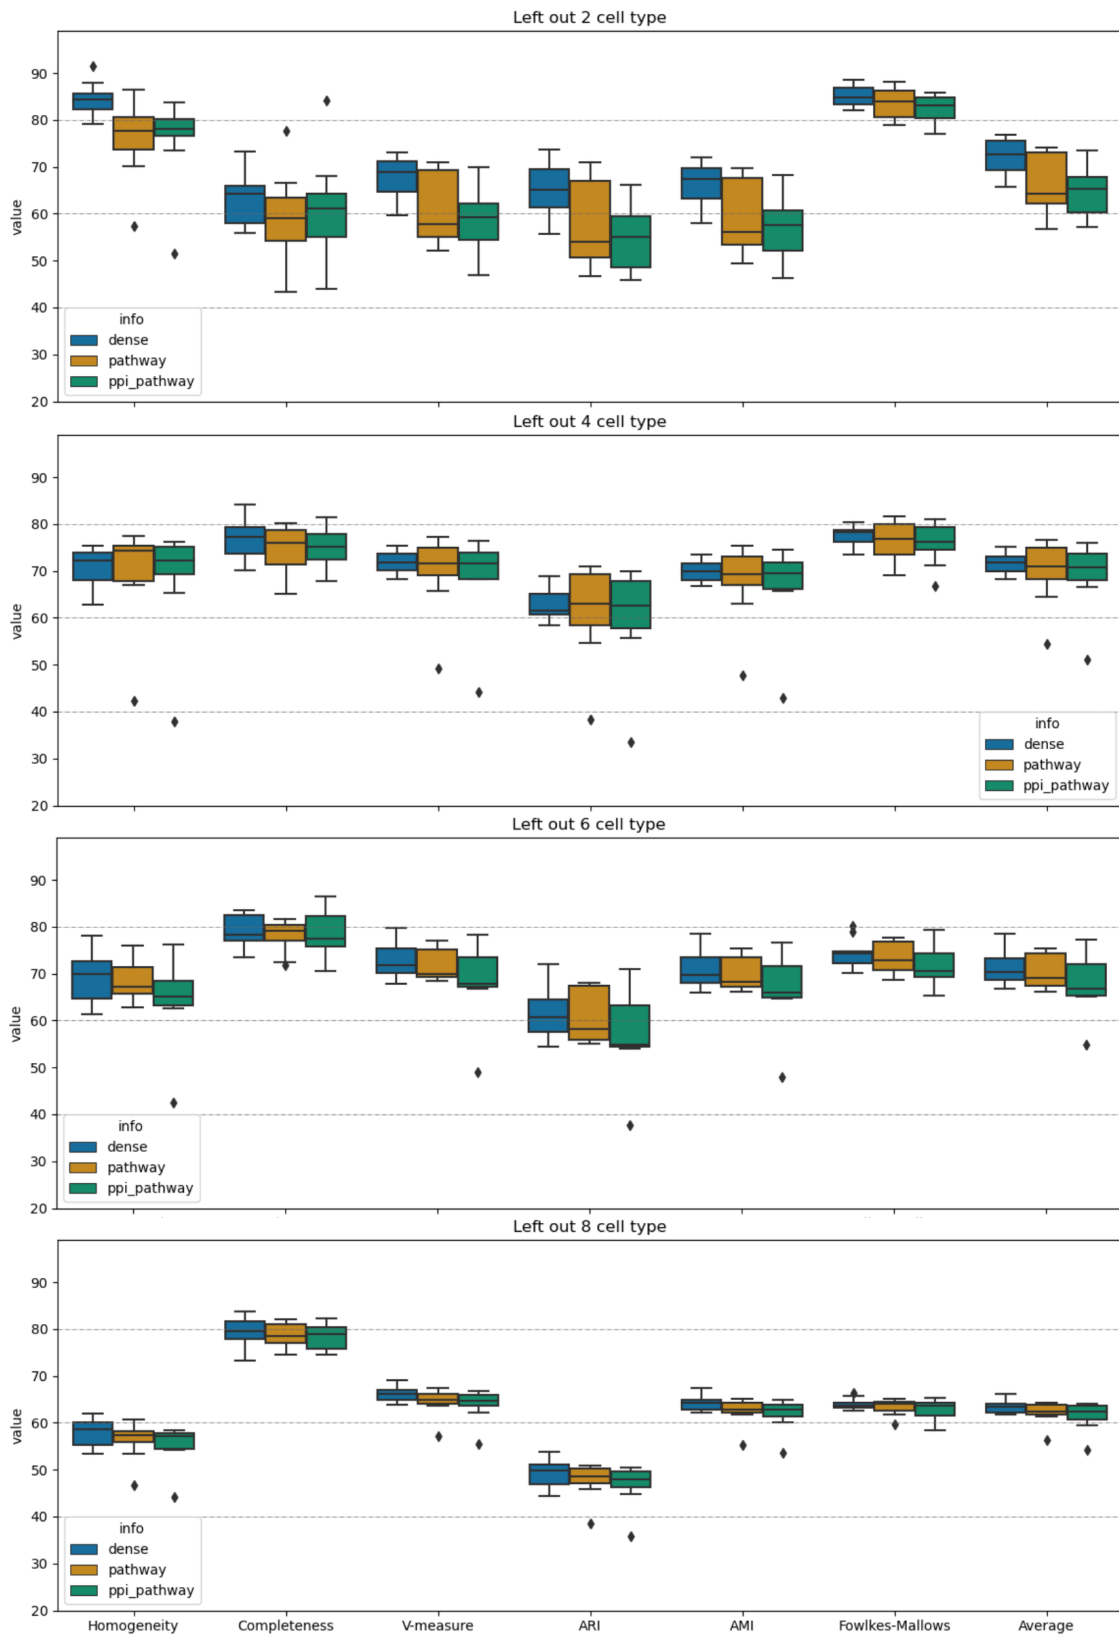 Left out 2 cell type
90
80
70
60
50
40
30
20
value
info
dense
pathway
ppi_pathway
Left out 4 cell type
90
80
70
60
50
40
30
20
value
info
dense
pathway
ppi_pathway
Left out 6 cell type
90
80
70
60
50
40
30
20
value
info
dense
pathway
ppi_pathway
Left out 8 cell type
90
80
70
60
50
40
30
20
value
info
dense
pathway
ppi_pathway
Homogeneity Completeness V-measure ARI AMI Fowlkes-Mallows Average